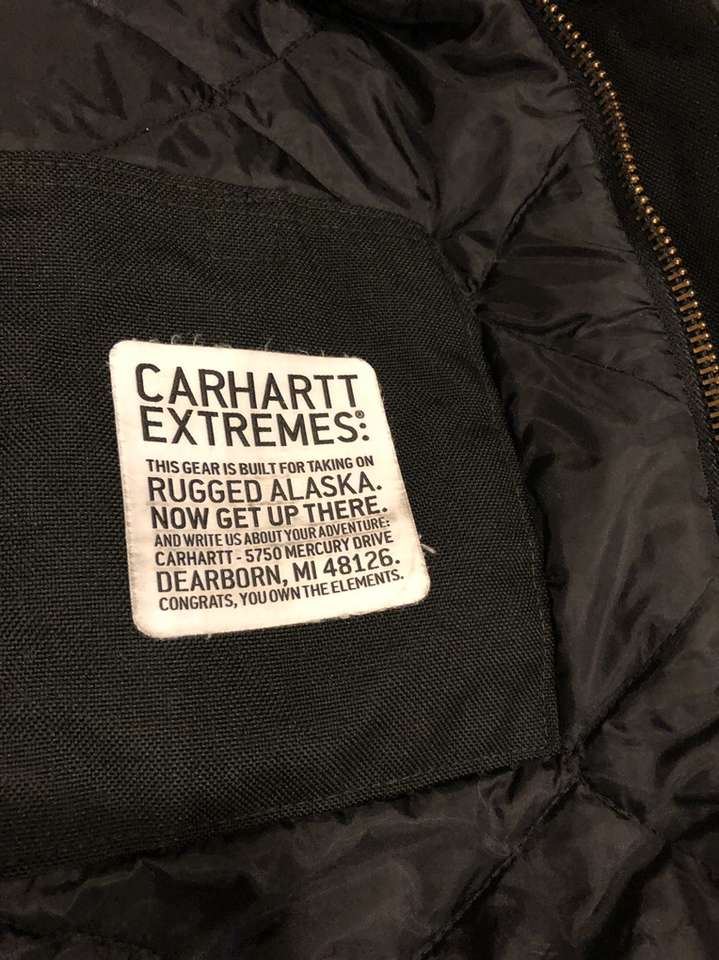 CARHARTT
EXTREMES®:
THIS GEAR IS BUILT FOR TAKING ON
RUGGED ALASKA.
NOW GET UP THERE.
AND WRITE US ABOUT YOUR ADVENTURE:
CARHARTT - 5750 MERCURY DRIVE
DEARBORN, MI 48126.
CONGRATS, YOU OWN THE ELEMENTS.